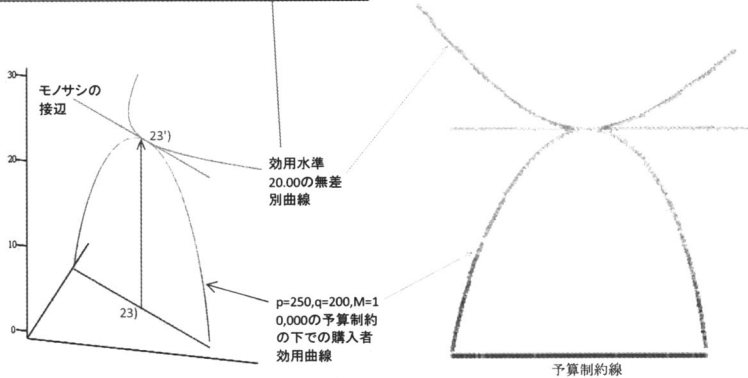 30
モノサシの
接辺
23')
20
効用水準
20.00の無差
別曲線
10
p=250,q=200,M=1
0,000の予算制約
の下での購入者
効用曲線
23)
0
予算制約線